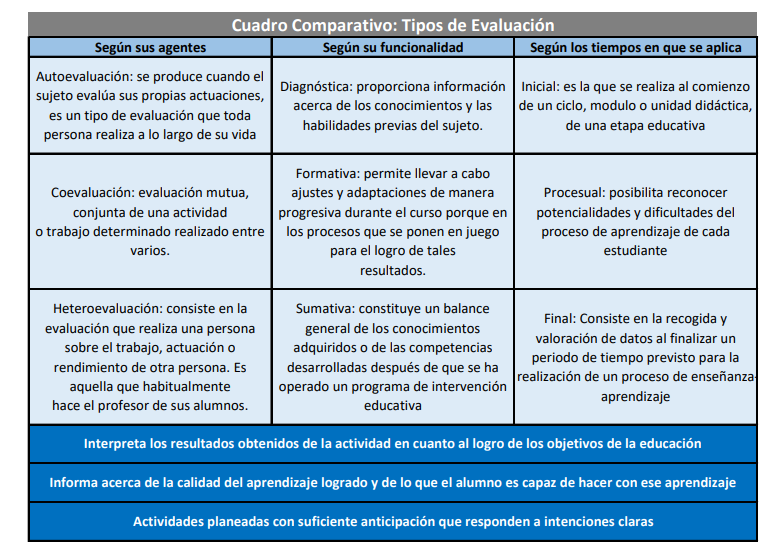 Cuadro Comparativo: Tipos de Evaluación
Según sus agentes
Según su funcionalidad
Según los tiempos en que se aplica
Autoevaluación: se produce cuando el
sujeto evalúa sus propias actuaciones,
es un tipo de evaluación que toda
persona realiza a lo largo de su vida
Diagnóstica: proporciona información
acerca de los conocimientos y las
habilidades previas del sujeto.
Inicial: es la que se realiza al comienzo
de un ciclo, modulo o unidad didáctica,
de una etapa educativa
Coevaluación: evaluación mutua,
conjunta de una actividad
o trabajo determinado realizado entre
varios.
Formativa: permite llevar a cabo
ajustes y adaptaciones de manera
progresiva durante el curso porque en
los procesos que se ponen en juego
para el logro de tales
resultados.
Procesual: posibilita reconocer
potencialidades y dificultades del
proceso de aprendizaje de cada
estudiante
Heteroevaluación: consiste en la
evaluación que realiza una persona
sobre el trabajo, actuación o
rendimiento de otra persona. Es
aquella que habitualmente
hace el profesor de sus alumnos.
Sumativa: constituye un balance
general de los conocimientos
adquiridos o de las competencias
desarrolladas después de que se ha
operado un programa de intervención
educativa
Final: Consiste en la recogida y
valoración de datos al finalizar un
periodo de tiempo previsto para la
realización de un proceso de enseñanza-
aprendizaje
Interpreta los resultados obtenidos de la actividad en cuanto al logro de los objetivos de la educación
Informa acerca de la calidad del aprendizaje logrado y de lo que el alumno es capaz de hacer con ese aprendizaje
Actividades planeadas con suficiente anticipación que responden a intenciones claras